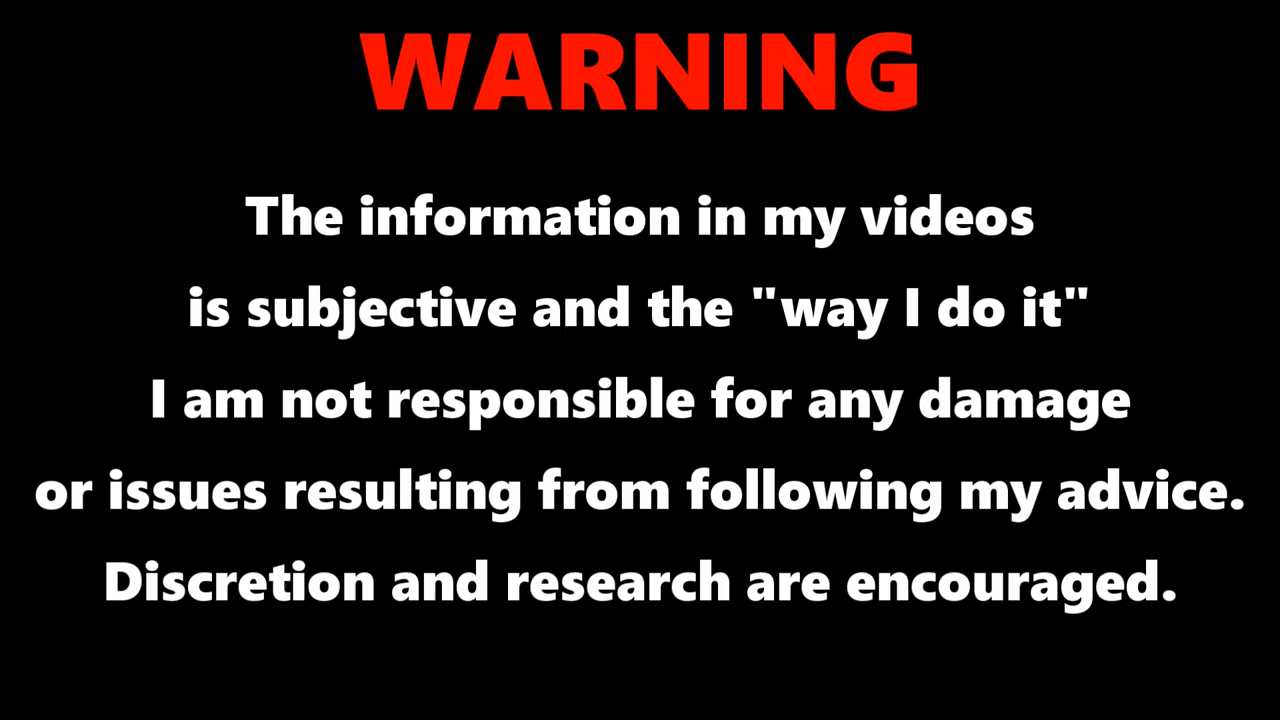 WARNING
The information in my videos
is subjective and the "way I do it"
I am not responsible for any damage
or issues resulting from following my advice.
Discretion and research are encouraged.